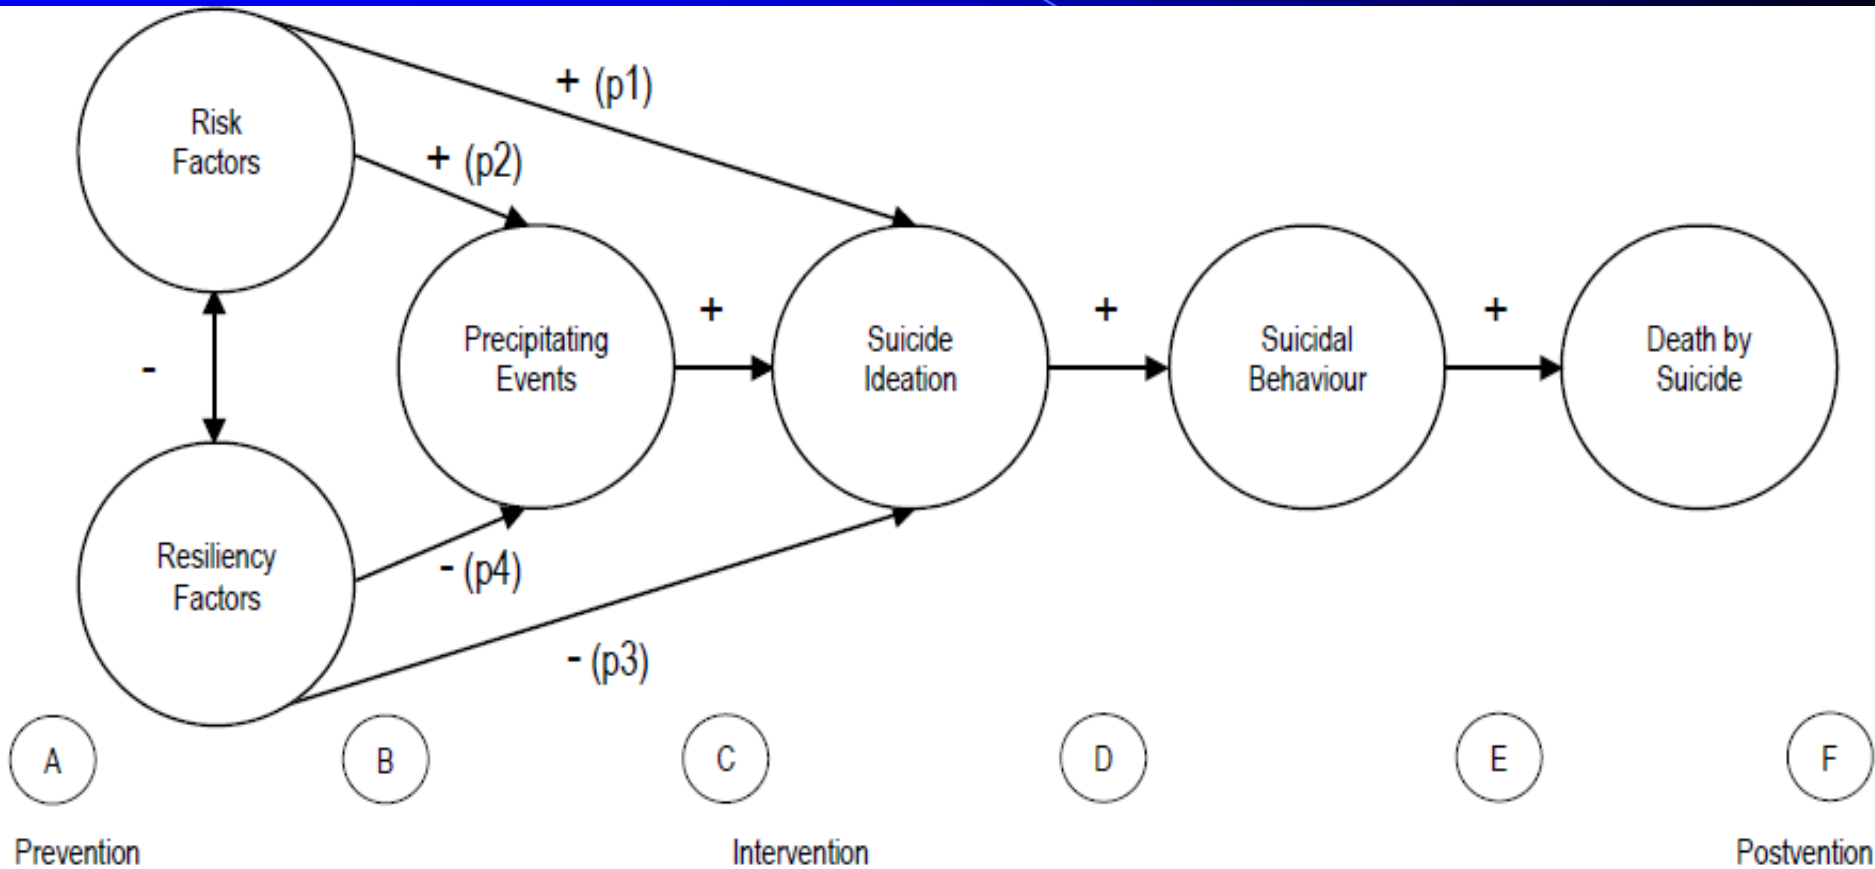 + (p1)
Risk
Factors
+ (p2)
+
+
+
Precipitating
Events
Suicide
Ideation
Suicidal
Behaviour
Death by
Suicide
-
Resiliency
Factors
- (p4)
- (p3)
A
B
C
D
E
F
Prevention
Intervention
Postvention